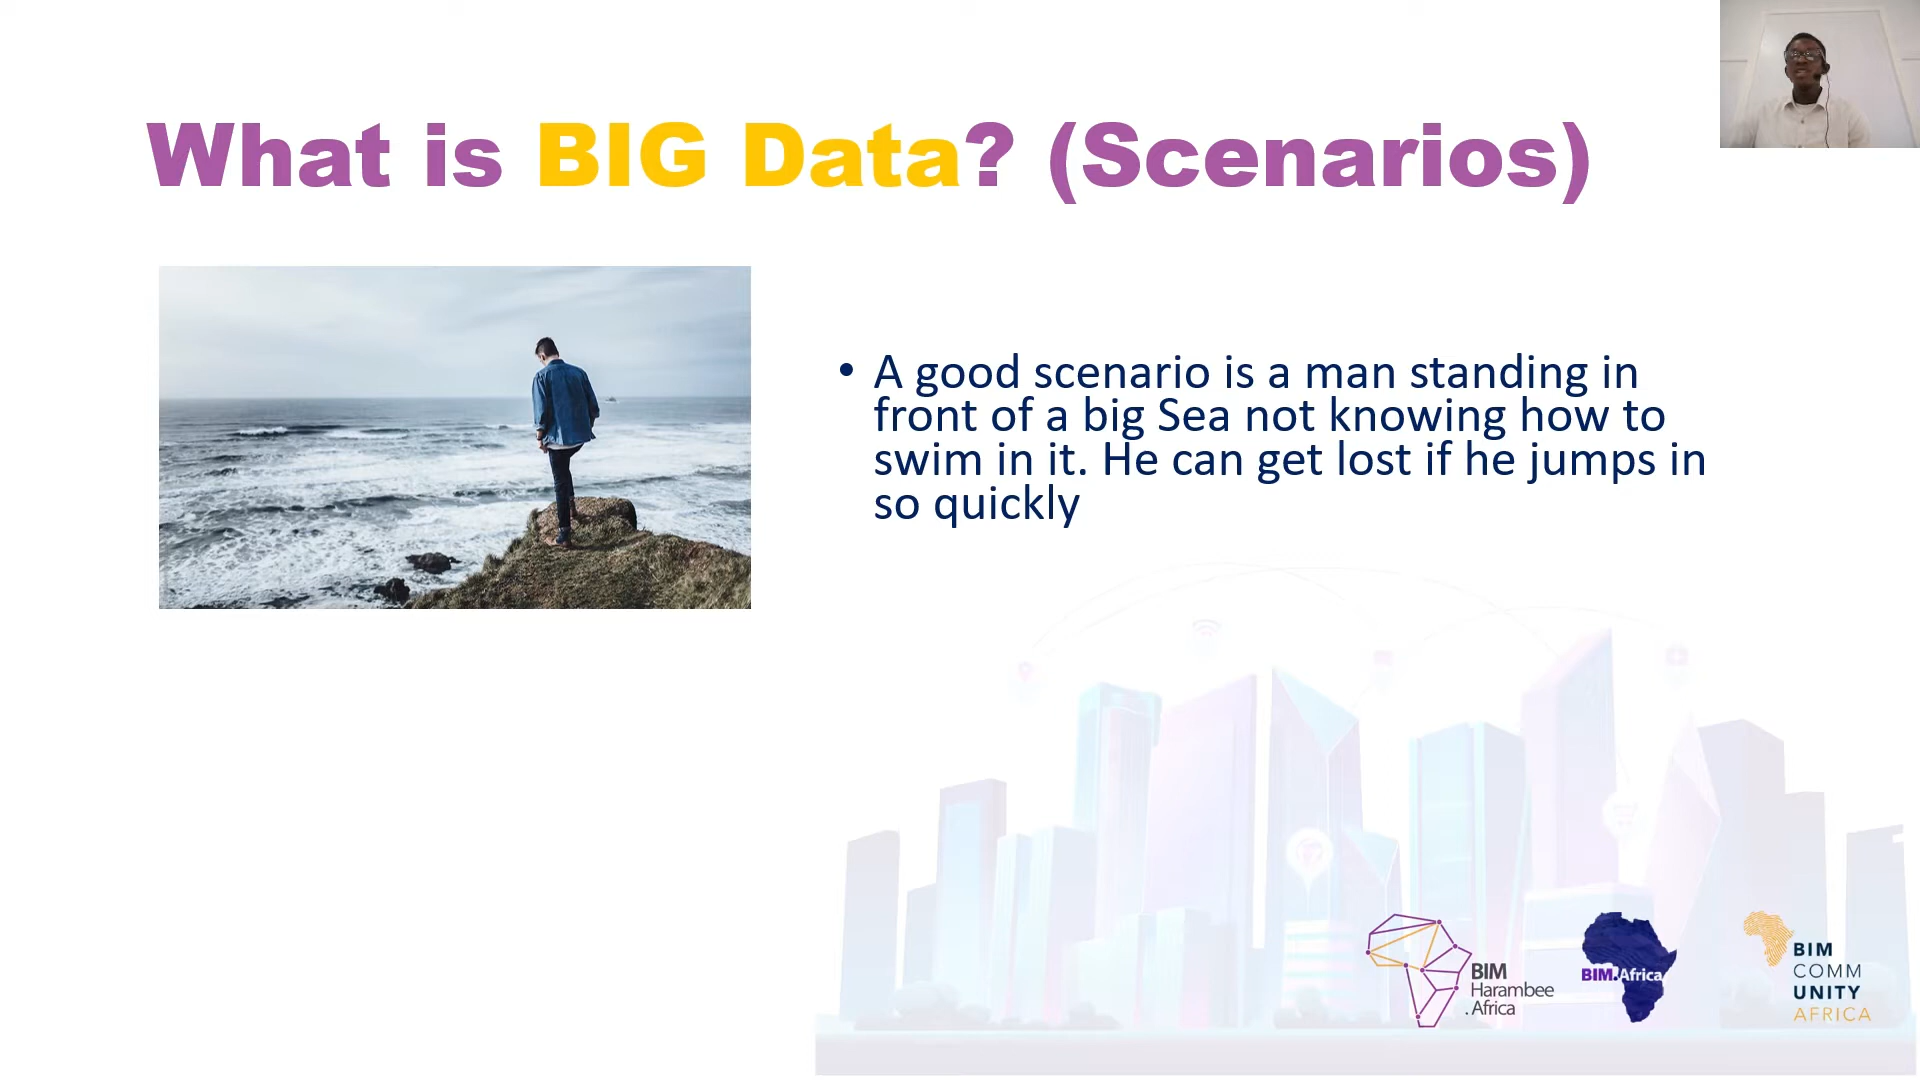 What is BIG Data? (Scenarios)
• A good scenario is a man standing in
front of a big Sea not knowing how to
swim in it. He can get lost if he jumps in
so quickly
BIM
Harambee
.Africa
BIM.Africa
BIM
COMM
UNITY
AFRICA